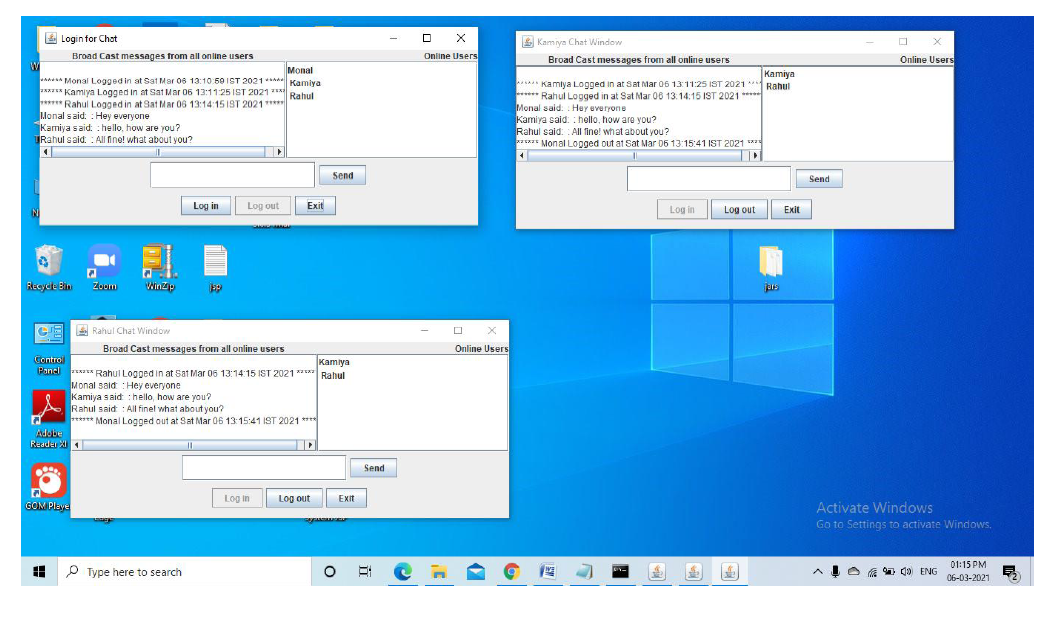 Login for Chat
Broad Cast messages from all online users
Online Users
****** Monal Logged in at Sat Mar 06 13:10:59 IST 2021 *****
****** Kamiya Logged in at Sat Mar 06 13:11:25 IST 2021 ****
****** Rahul Logged in at Sat Mar 06 13:14:15 IST 2021 *****
Monal said: : Hey everyone
Kamiya said: : hello, how are you?
Rahul said: : All fine! what about you?
Monal
Kamiya
Rahul
Send
Log in
Log out
Exit
Kamiya Chat Window
Broad Cast messages from all online users
Online Users
****** Kamiya Logged in at Sat Mar 06 13:11:25 IST 2021 ****
****** Rahul Logged in at Sat Mar 06 13:14:15 IST 2021 *****
Monal said: : Hey everyone
Kamiya said: : hello, how are you?
Rahul said: : All fine! what about you?
****** Monal Logged out at Sat Mar 06 13:15:41 IST 2021 ****
Kamiya
Rahul
Send
Log in
Log out
Exit
Recycle Bin
Zoom
WinZip
jsp
jars
Rahul Chat Window
Broad Cast messages from all online users
Online Users
****** Rahul Logged in at Sat Mar 06 13:14:15 IST 2021 *****
Monal said: : Hey everyone
Kamiya said: : hello, how are you?
Rahul said: : All fine! what about you?
****** Monal Logged out at Sat Mar 06 13:15:41 IST 2021 ****
Kamiya
Rahul
Send
Log in
Log out
Exit
Control
Panel
Adobe
Reader XI
GOM Playe
Activate Windows
Go to Settings to activate Windows.
Type here to search
ENG
01:15 PM
06-03-2021
2